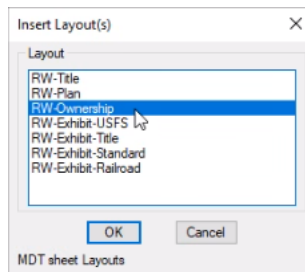 Insert Layout(s)
Layout
RW-Title
RW-Plan
RW-Ownership
RW-Exhibit-USFS
RW-Exhibit-Title
RW-Exhibit-Standard
RW-Exhibit-Railroad
OK Cancel
MDT sheet Layouts